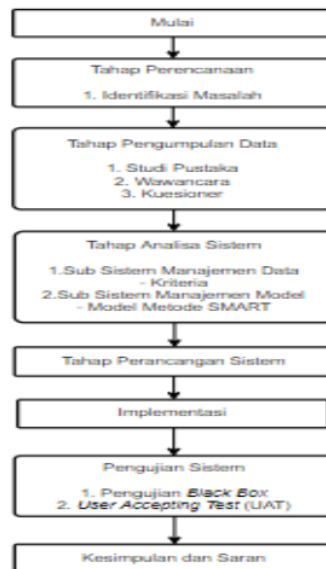 Mulai
Tahap Perencanaan
1. Identifikasi Masalah
Tahap Pengumpulan Data
1. Studi Pustaka
2. Wawancara
3. Kuesioner
Tahap Analisa Sistem
1.Sub Sistem Manajemen Data
- Kriteria
2.Sub Sistem Manajemen Model
- Model Metode SMART
Tahap Perancangan Sistem
Implementasi
Pengujian Sistem
1. Pengujian Black Box
2. User Accepting Test (UAT)
Kesimpulan dan Saran